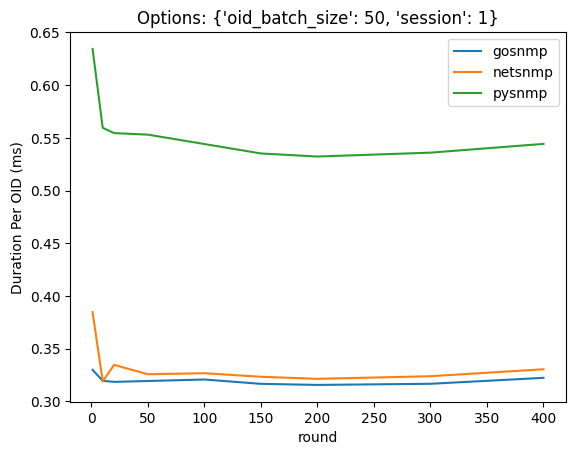 Options: {'oid_batch_size': 50, 'session': 1}
gosnmp
netsnmp
pysnmp
Duration Per OID (ms)
0.65
0.60
0.55
0.50
0.45
0.40
0.35
0.30
0 50 100 150 200 250 300 350 400
round